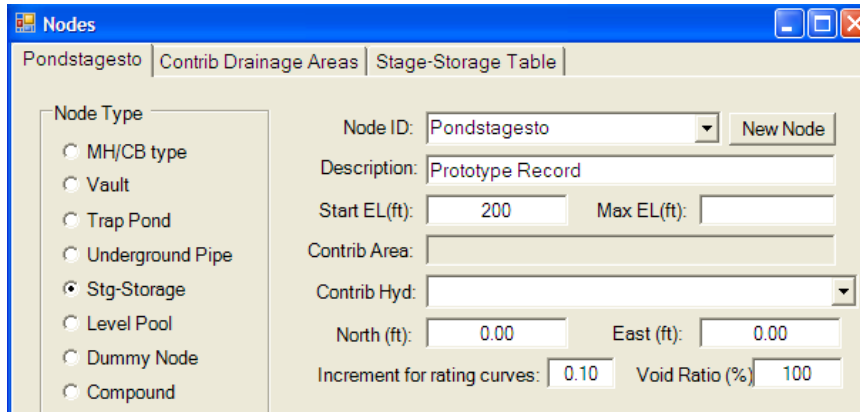 Nodes
Pondstagesto Contrib Drainage Areas Stage-Storage Table
Node Type
MH/CB type
Vault
Trap Pond
Underground Pipe
Stg-Storage
Level Pool
Dummy Node
Compound
Node ID: Pondstagesto New Node
Description: Prototype Record
Start EL(ft): 200 Max EL(ft):
Contrib Area:
Contrib Hyd:
North (ft): 0.00 East (ft): 0.00
Increment for rating curves: 0.10 Void Ratio (%) 100